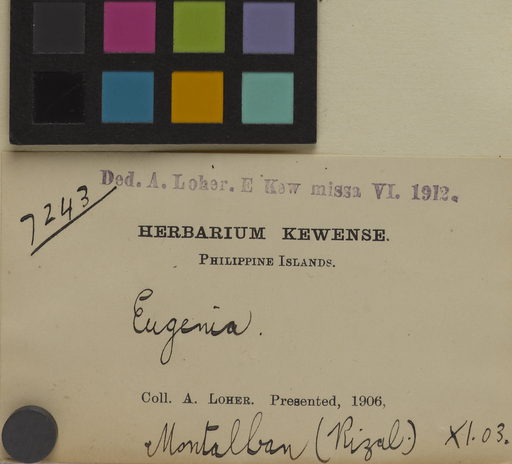 Ded. A. Loher. E Kew missa VI. 1912.
7243
HERBARIUM KEWENSE.
PHILIPPINE ISLANDS.
Eugenia.
Coll. A. LOHER. Presented, 1906,
Montalban (Rizal.) XI.03.